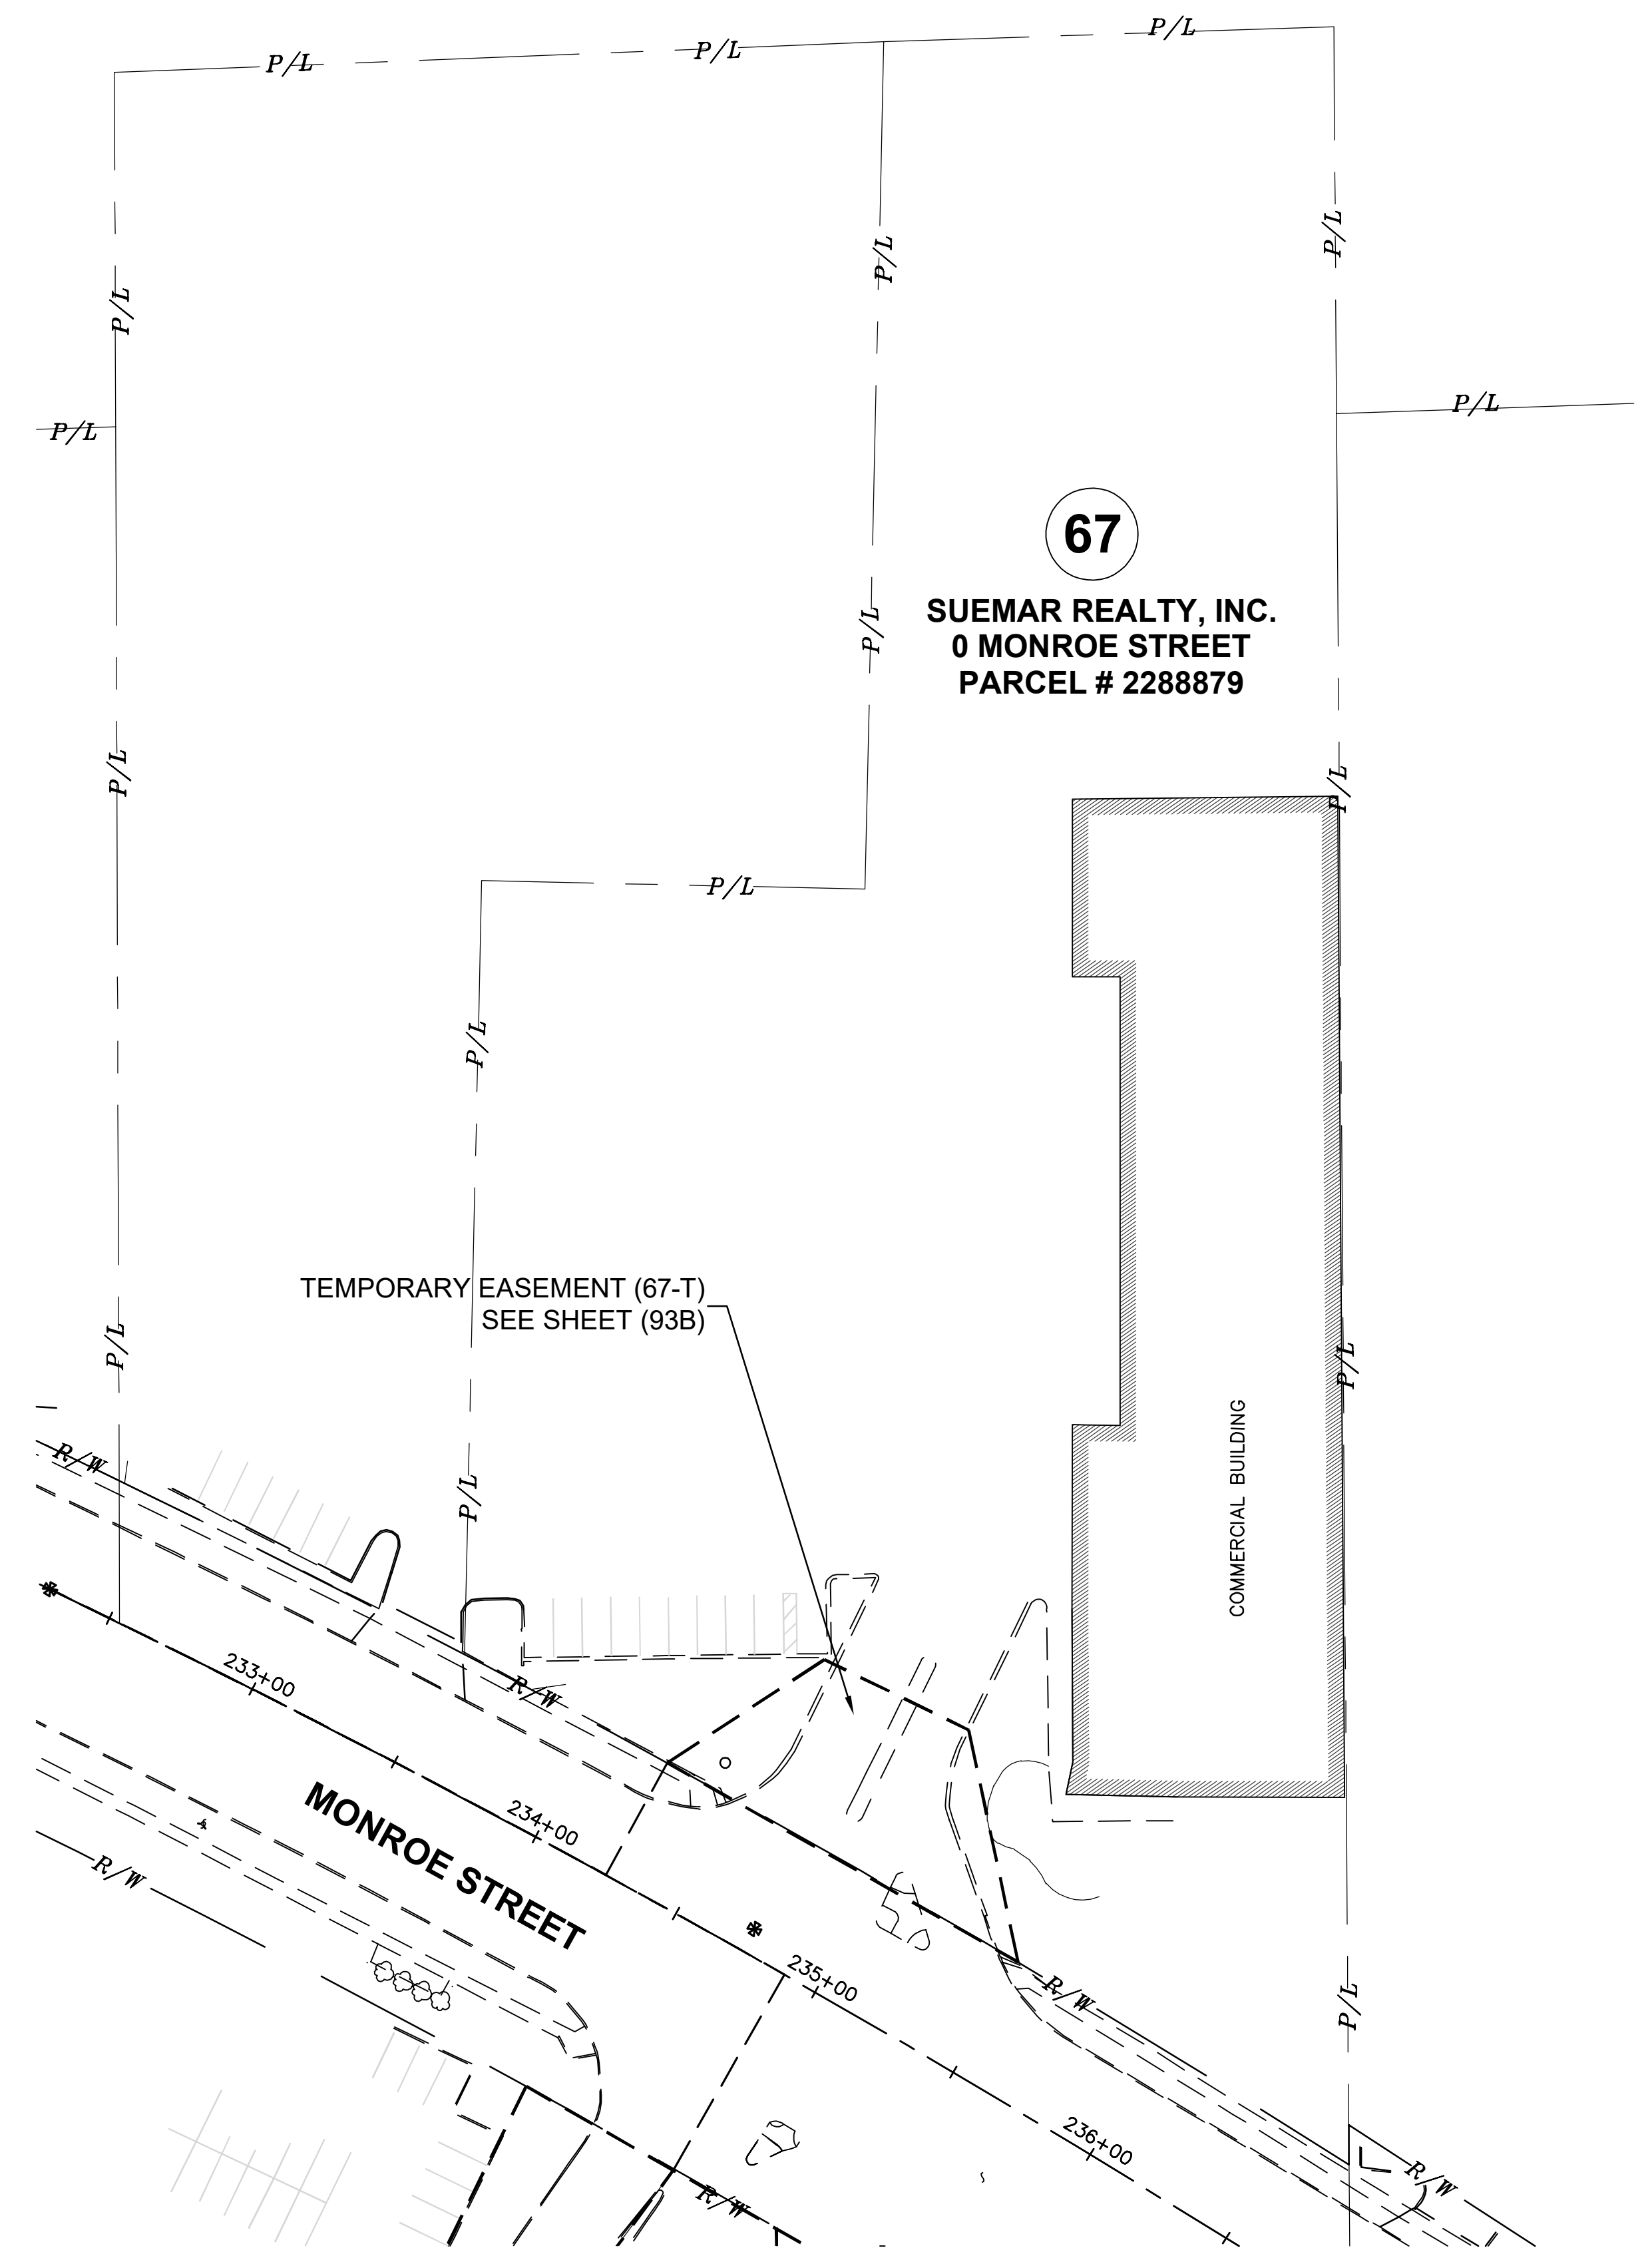 P/L
P/L
P/L
P/L
P/L
P/L
P/L
P/L
67
SUEMAR REALTY, INC.
0 MONROE STREET
PARCEL # 2288879
P/L
P/L
P/L
P/L
P/L
TEMPORARY EASEMENT (67-T)
SEE SHEET (93B)
P/L
P/L
COMMERCIAL BUILDING
R/W
P/L
233+00
R/W
MONROE STREET
234+00
R/W
235+00
R/W
P/L
236+00
R/W
R/W